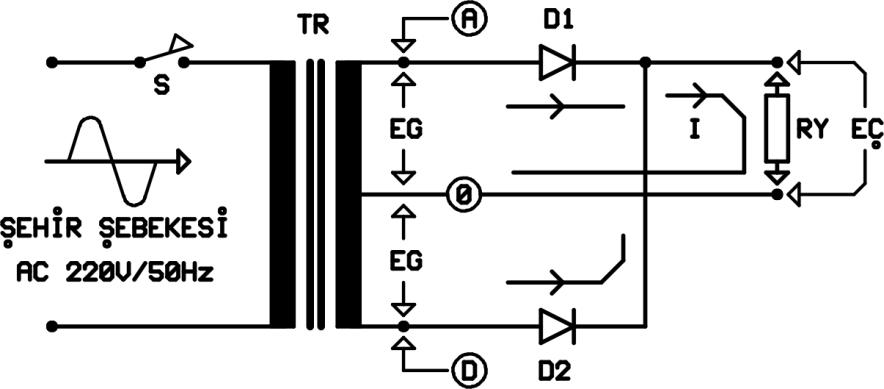 TR
A
D1
S
EG
I
RY
EÇ
0
ŞEHİR ŞEBEKESİ
EG
AC 220V/50Hz
D
D2